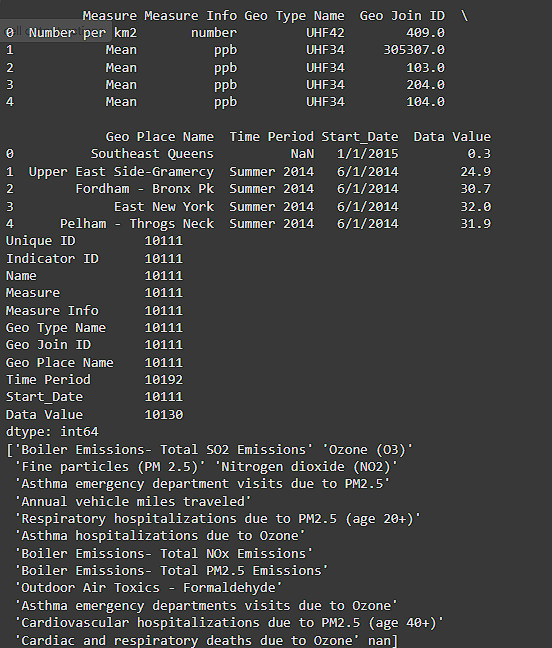 Measure Measure Info Geo Type Name  Geo Join ID  \
0  Number per km2       number         UHF42        409.0
1            Mean          ppb         UHF34     305307.0
2            Mean          ppb         UHF34        103.0
3            Mean          ppb         UHF34        204.0
4            Mean          ppb         UHF34        104.0
Geo Place Name  Time Period Start_Date  Data Value
0          Southeast Queens          NaN   1/1/2015         0.3
1  Upper East Side-Gramercy  Summer 2014   6/1/2014        24.9
2       Fordham - Bronx Pk  Summer 2014   6/1/2014        30.7
3             East New York  Summer 2014   6/1/2014        32.0
4      Pelham - Throgs Neck  Summer 2014   6/1/2014        31.9
Unique ID         10111
Indicator ID      10111
Name              10111
Measure           10111
Measure Info      10111
Geo Type Name     10111
Geo Join ID       10111
Geo Place Name    10111
Time Period       10192
Start_Date        10111
Data Value        10130
dtype: int64
['Boiler Emissions- Total SO2 Emissions' 'Ozone (O3)'
'Fine particles (PM 2.5)' 'Nitrogen dioxide (NO2)'
'Asthma emergency department visits due to PM2.5'
'Annual vehicle miles traveled'
'Respiratory hospitalizations due to PM2.5 (age 20+)'
'Asthma hospitalizations due to Ozone'
'Boiler Emissions- Total NOx Emissions'
'Boiler Emissions- Total PM2.5 Emissions'
'Outdoor Air Toxics - Formaldehyde'
'Asthma emergency departments visits due to Ozone'
'Cardiovascular hospitalizations due to PM2.5 (age 40+)'
'Cardiac and respiratory deaths due to Ozone' nan]